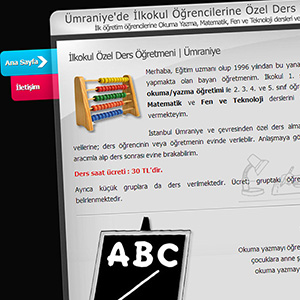 Ümraniye'de İlkokul Öğrencilerine Özel Ders
İlk öğretim öğrencilerine Okuma Yazma, Matematik, Fen ve Teknoloji dersleri ve
Ana Sayfa
İletişim
İlkokul Özel Ders Öğretmeni | Ümraniye
Merhaba, Eğitim uzmanı olup 1996 yılından bu yana
yapmakta olan bayan öğretmenim. İlkokul 1.
okuma/yazma öğretimi ile 2. 3. 4. ve 5. sınıf öğr
Matematik ve Fen ve Teknoloji derslerini
vermekteyim.
İstanbul Ümraniye ve çevresinden özel ders almak
velilerine; ders öğrencinin veya öğretmenin evinde verilebilir. Anlaşmaya gö
aracımla alıp ders sonrası evine bırakabilirim.
Ders saat ücreti : 30 TL'dir.
Ayrıca küçük gruplara da ders verilmektedir. Ücret; gruptaki öğre
belirlenmektedir.
ABC
Okuma yazmayı öğre
çocuklara anne ş
okuma yazmayı